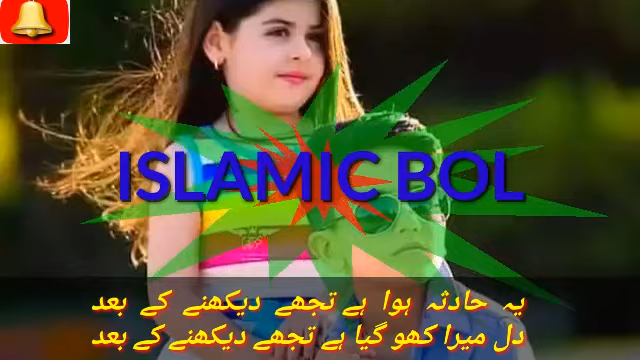 ISLAMIC BOL
یہ حادثہ ہوا ہے تجھے دیکھنے کے بعد
دل میرا کھو گیا ہے تجھے دیکھنے کے بعد